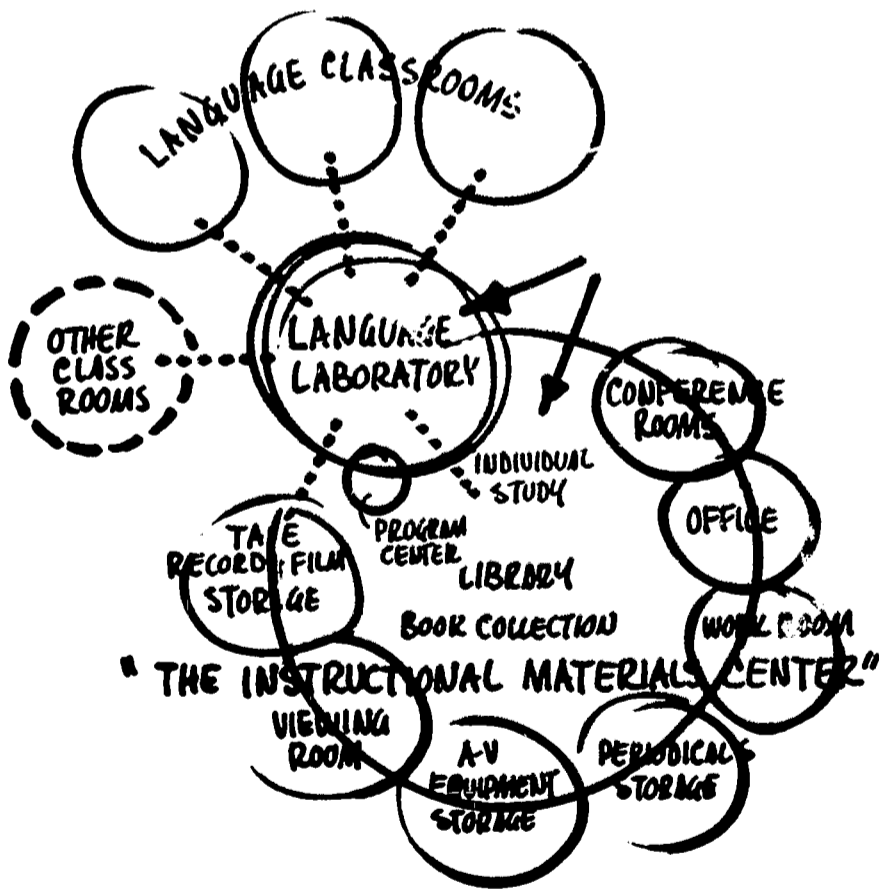 LANGUAGE CLASSROOMS
LANGUAGE
LABORATORY
OTHER
CLASS
ROOMS
CONFERENCE
ROOMS
INDIVIDUAL
STUDY
OFFICE
PROGRAM
CENTER
TAPE
RECORD & FILM
STORAGE
LIBRARY
BOOK COLLECTION
WORK ROOM
" THE INSTRUCTIONAL MATERIALS CENTER"
VIEWING
ROOM
A-V
EQUIPMENT
STORAGE
PERIODICALS
STORAGE